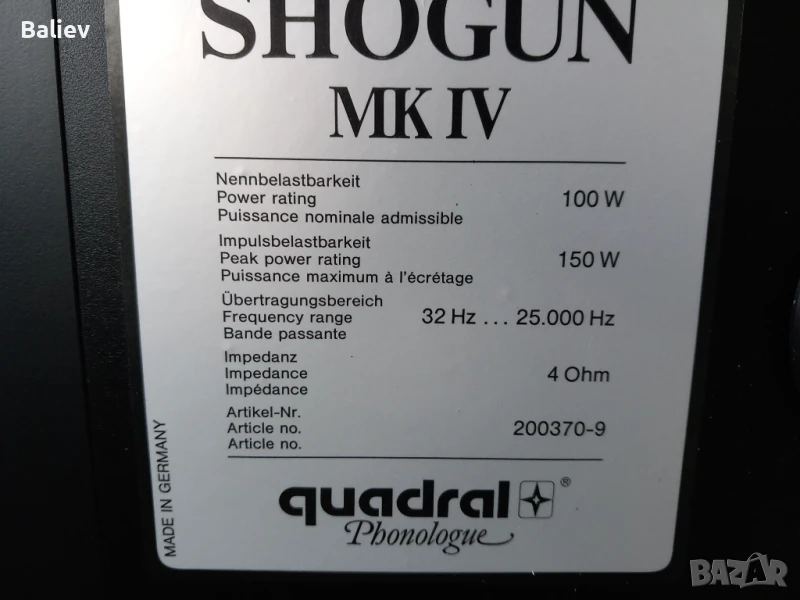 Baliev
SHOGUN
MK IV
Nennbelastbarkeit
Power rating 100 W
Puissance nominale admissible
Impulsbelastbarkeit
Peak power rating 150 W
Puissance maximum à l'écrétage
Übertragungsbereich
Frequency range 32 Hz ... 25.000 Hz
Bande passante
Impedanz
Impedance 4 Ohm
Impédance
Artikel-Nr.
Article no. 200370-9
Article no.
MADE IN GERMANY
quadral ®
Phonologue
BAZAR